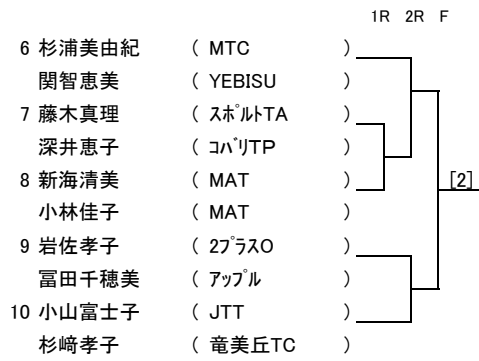 1R 2R F
6 杉浦美由紀 ( MTC )
関智恵美 ( YEBISU )
7 藤木真理 ( ｽﾎﾟﾙﾄTA )
深井恵子 ( ｺﾊﾞﾘTP )
8 新海清美 ( MAT )
[2]
小林佳子 ( MAT )
9 岩佐孝子 ( 2ﾌﾟﾗｽO )
冨田千穂美 ( ｱｯﾌﾟﾙ )
10 小山富士子 ( JTT )
杉﨑孝子 ( 竜美丘TC )